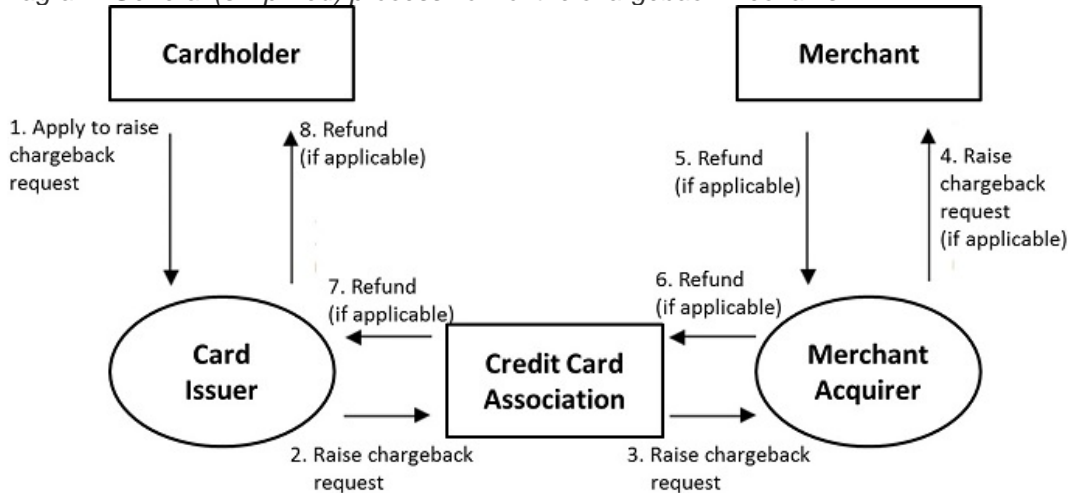 Cardholder
Merchant
1. Apply to raise
chargeback
request
8. Refund
(if applicable)
5. Refund
(if applicable)
4. Raise
chargeback
request
(if applicable)
7. Refund
(if applicable)
6. Refund
(if applicable)
Card
Issuer
Credit Card
Association
Merchant
Acquirer
2. Raise chargeback
request
3. Raise chargeback
request